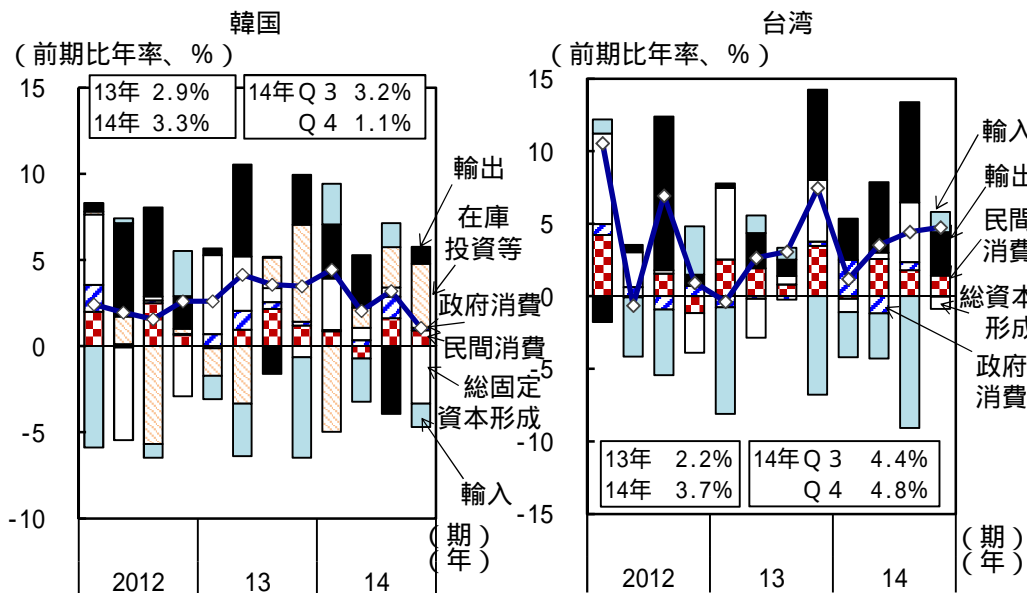 韓国
(前期比年率、%)
13年 2.9%
14年 3.3%
14年Q3 3.2%
Q4 1.1%
15
10
5
0
-5
-10
輸出
在庫
投資等
政府消費
民間消費
総固定
資本形成
輸入
(期)
(年)
2012
13
14
台湾
(前期比年率、%)
15
10
5
0
-5
-10
-15
輸入
輸出
民間
消費
総資本
形成
政府
消費
13年 2.2%
14年 3.7%
14年Q3 4.4%
Q4 4.8%
(期)
(年)
2012
13
14